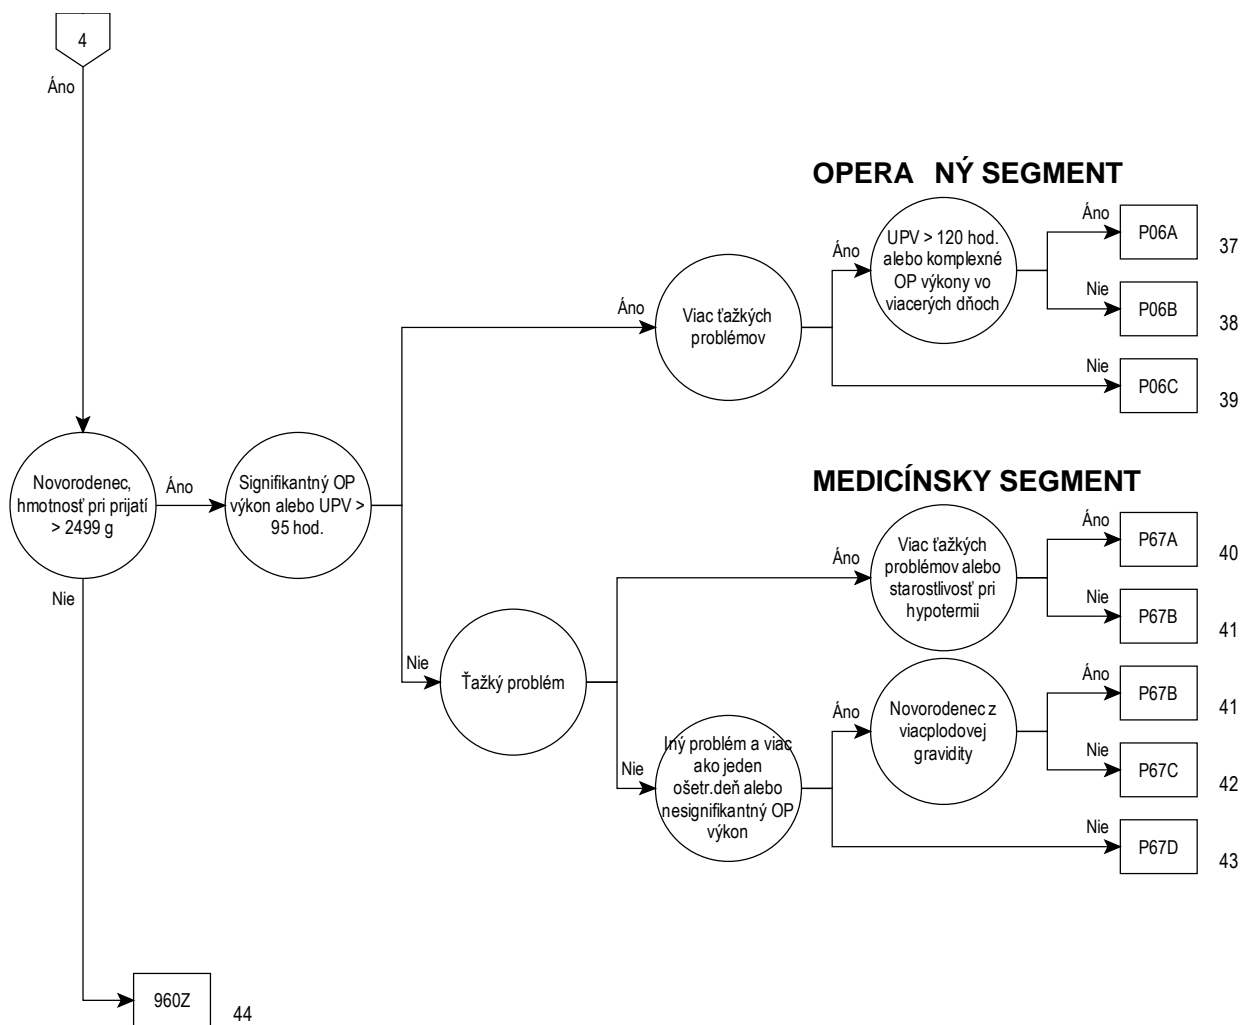 4
Áno
OPERA NÝ SEGMENT
UPV > 120 hod.
alebo komplexné
OP výkony vo
viacerých dňoch
Áno
Áno
P06A
37
Nie
P06B
38
Áno
Viac ťažkých
problémov
Nie
P06C
39
Novorodenec,
hmotnosť pri prijatí
> 2499 g
Áno
Signifikantný OP
výkon alebo UPV >
95 hod.
MEDICÍNSKY SEGMENT
Áno
Viac ťažkých
problémov alebo
starostlivosť pri
hypotermii
Áno
P67A
40
Nie
P67B
41
Nie
Nie
Ťažký problém
Áno
Novorodenec z
viacplodovej
gravidity
Áno
P67B
41
Nie
P67C
42
Nie
Iný problém a viac
ako jeden
ošetr.deň alebo
nesignifikantný OP
výkon
Nie
P67D
43
960Z
44